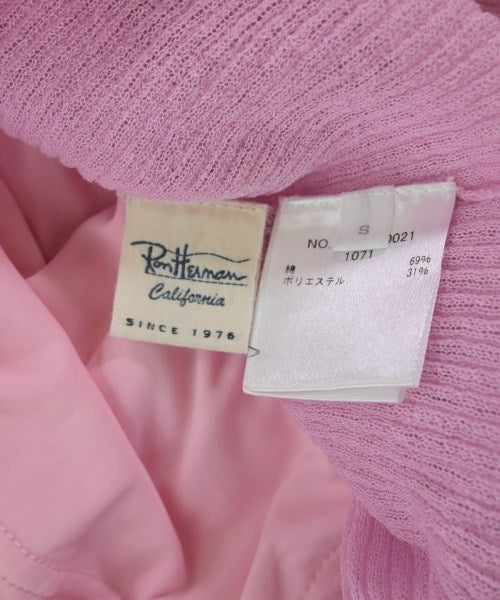 Ron Herman
California
SINCE 1976
S
NO. 0021
1071
綿 69%
ポリエステル 31%